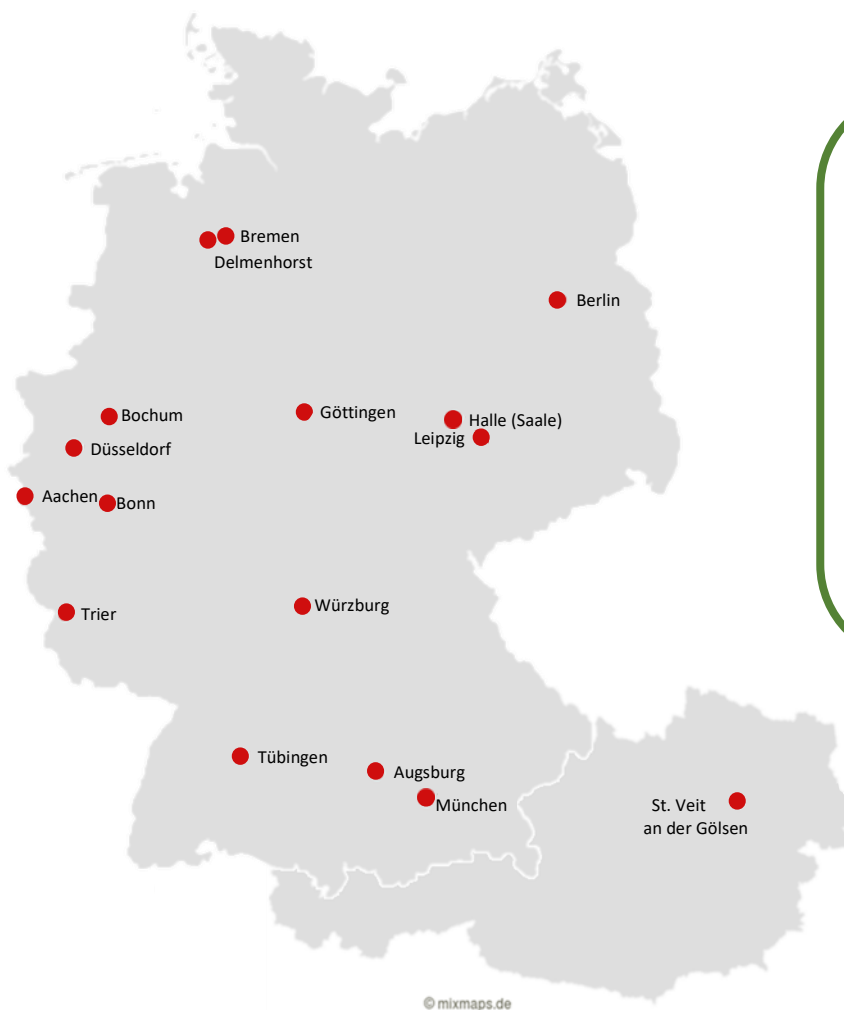 Bremen
Delmenhorst
Berlin
Bochum
Göttingen
Halle (Saale)
Leipzig
Düsseldorf
Aachen
Bonn
Würzburg
Trier
Tübingen
Augsburg
München
St. Veit
an der Gölsen
© mixmaps.de